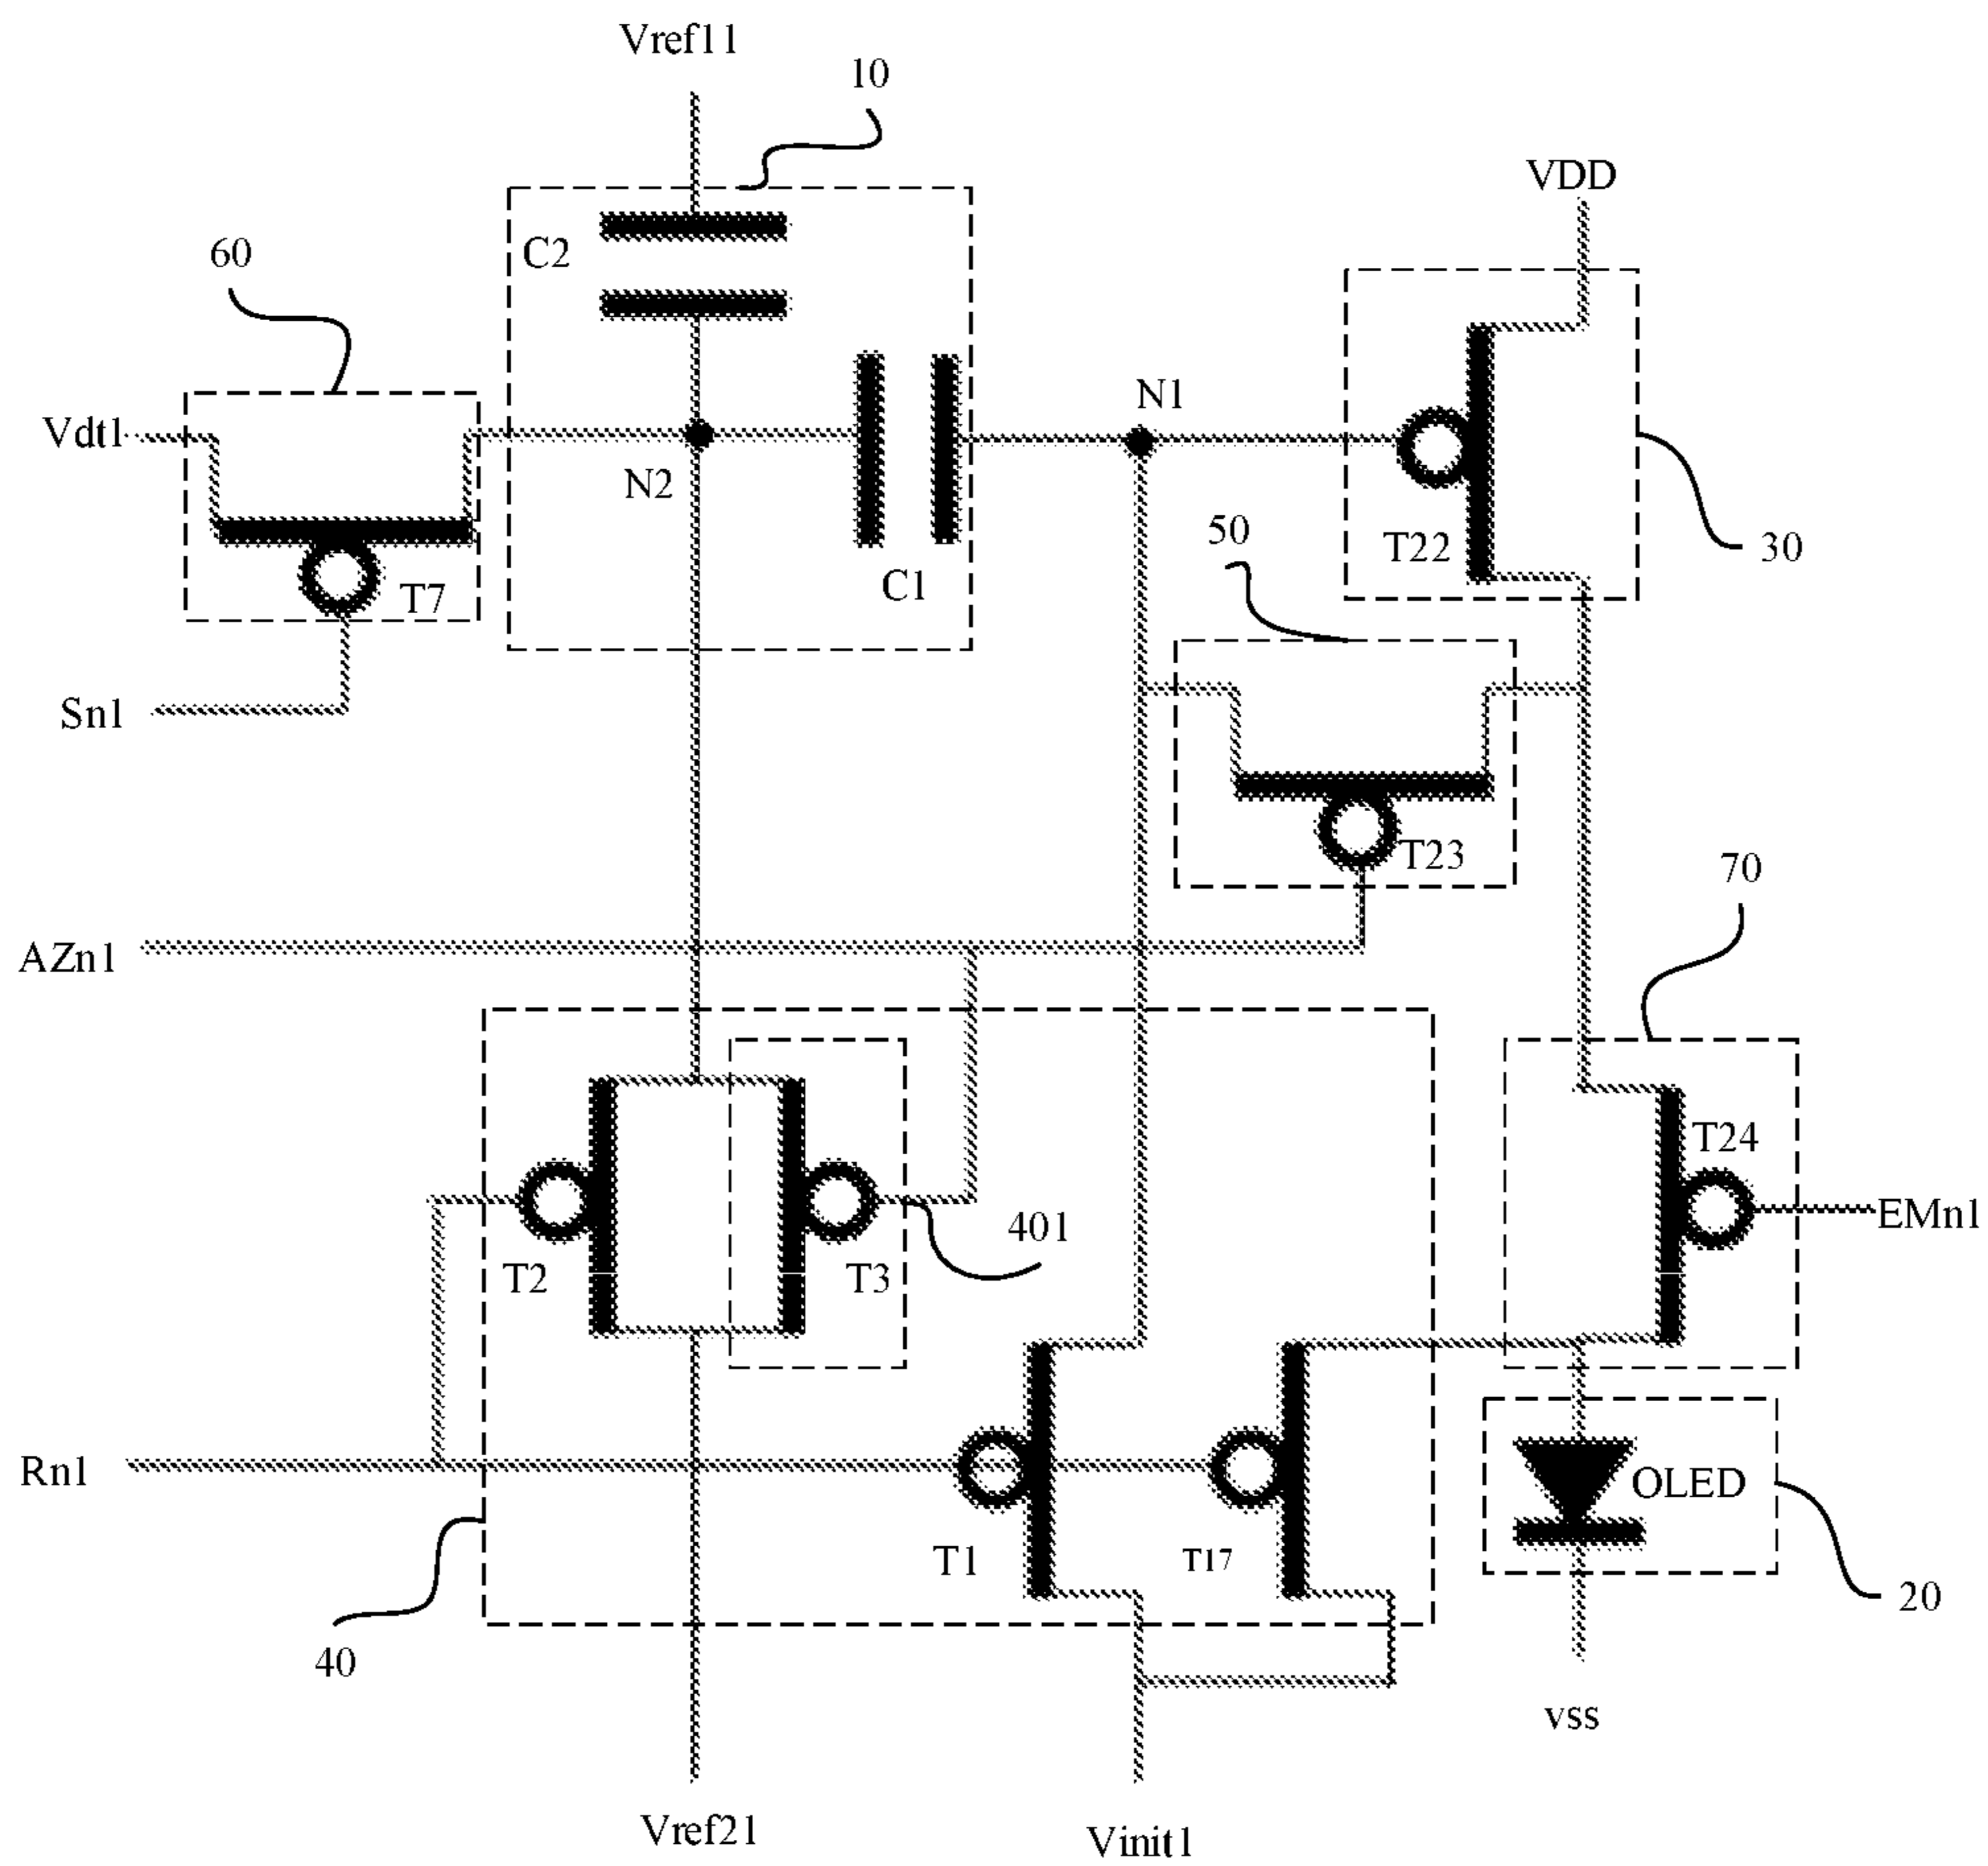 Vref11
10
VDD
C2
60
Vdt1
N1
N2
50
T22
30
C1
T7
Sn1
T23
70
AZn1
T24
EMn1
401
T2
T3
Rn1
OLED
T1
T17
20
40
vss
Vref21
Vinit1